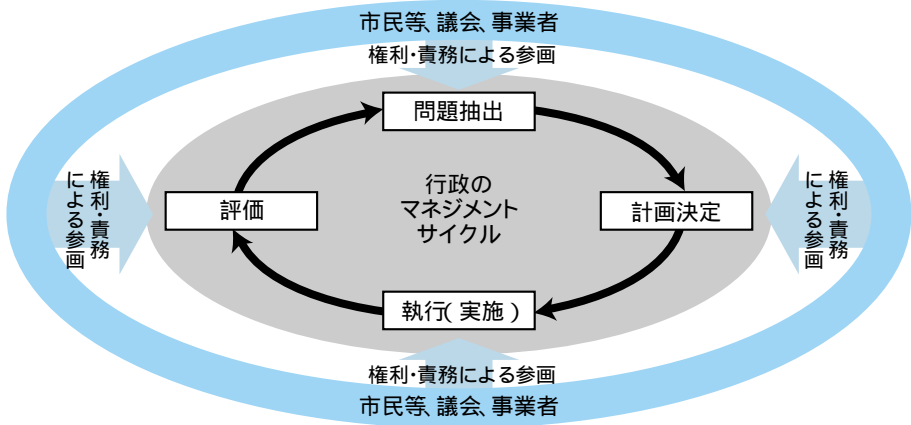 市民等、議会、事業者
権利・責務による参画
問題抽出
権利・責務
による参画
評価
行政の
マネジメント
サイクル
計画決定
権利・責務
による参画
執行(実施)
権利・責務による参画
市民等、議会、事業者